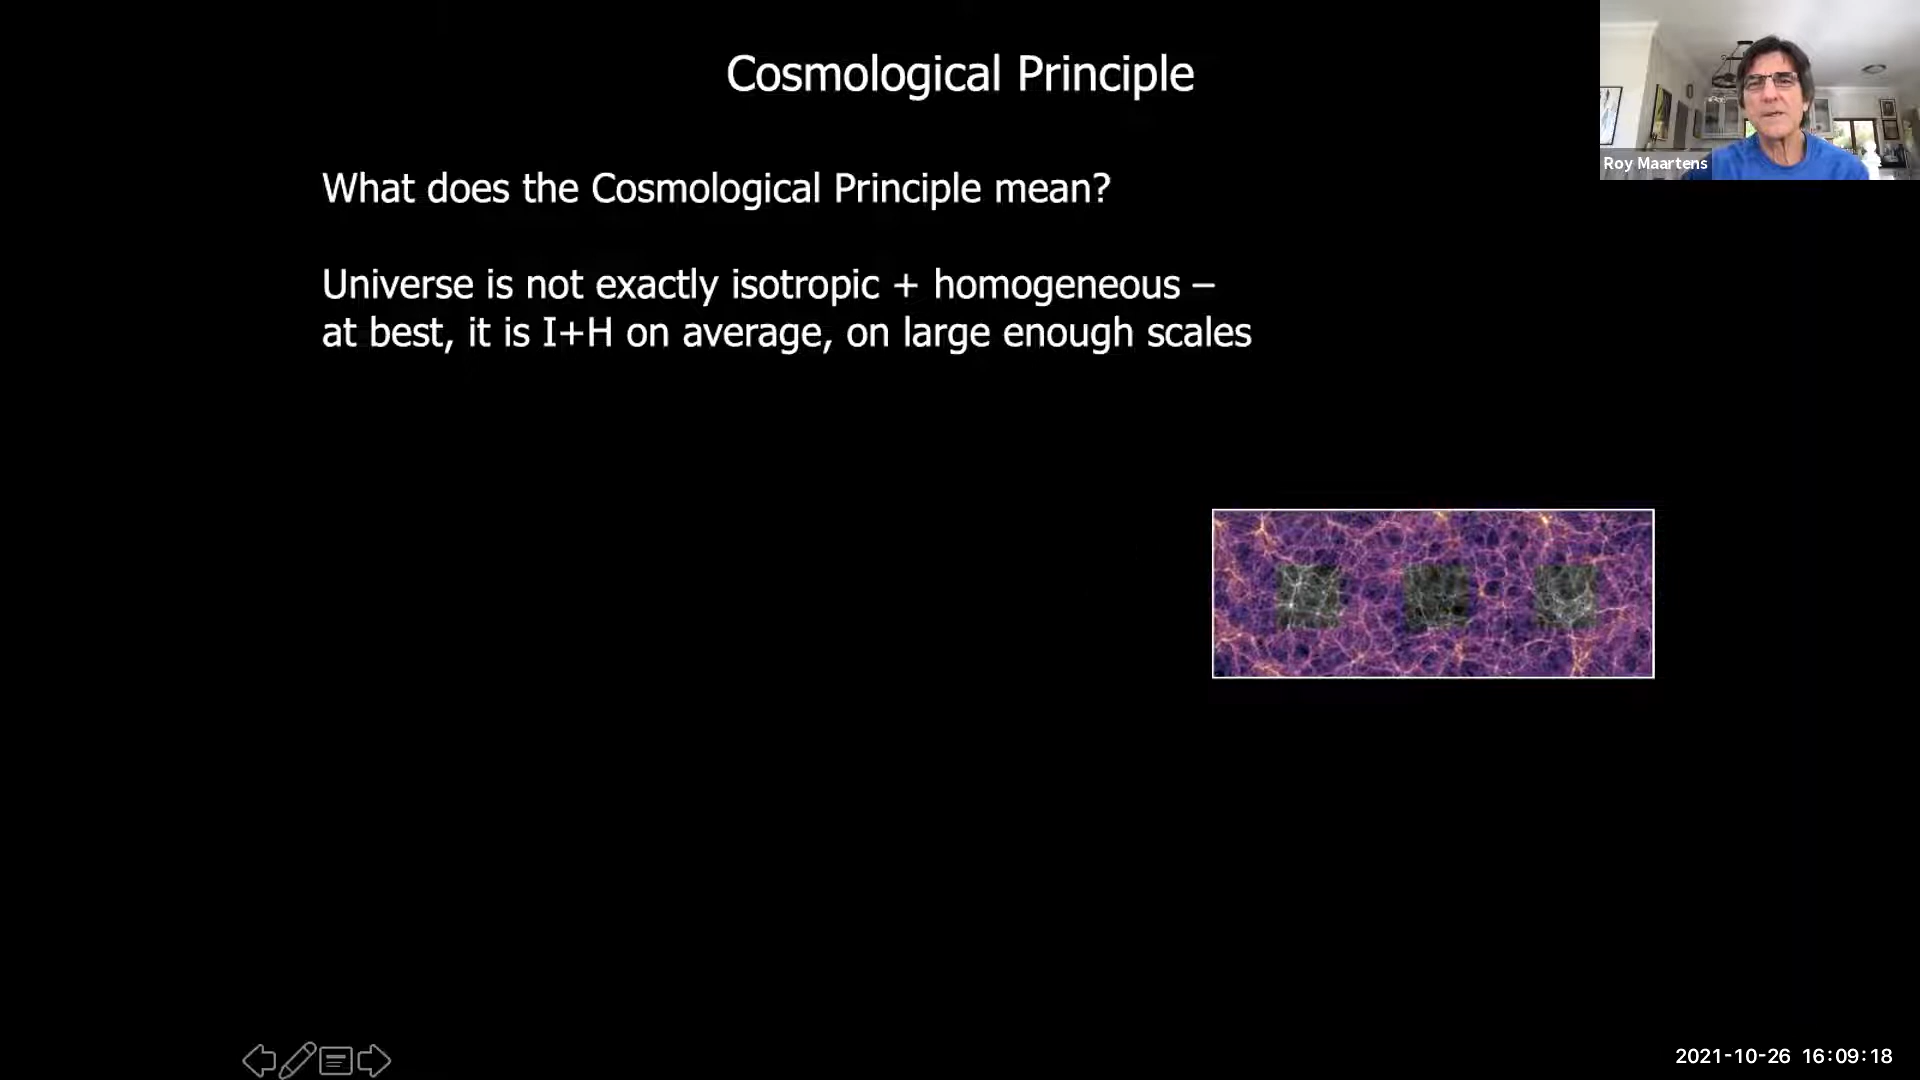 Cosmological Principle
Roy Maartens
What does the Cosmological Principle mean?
Universe is not exactly isotropic + homogeneous –
at best, it is I+H on average, on large enough scales
2021-10-26 16:09:18